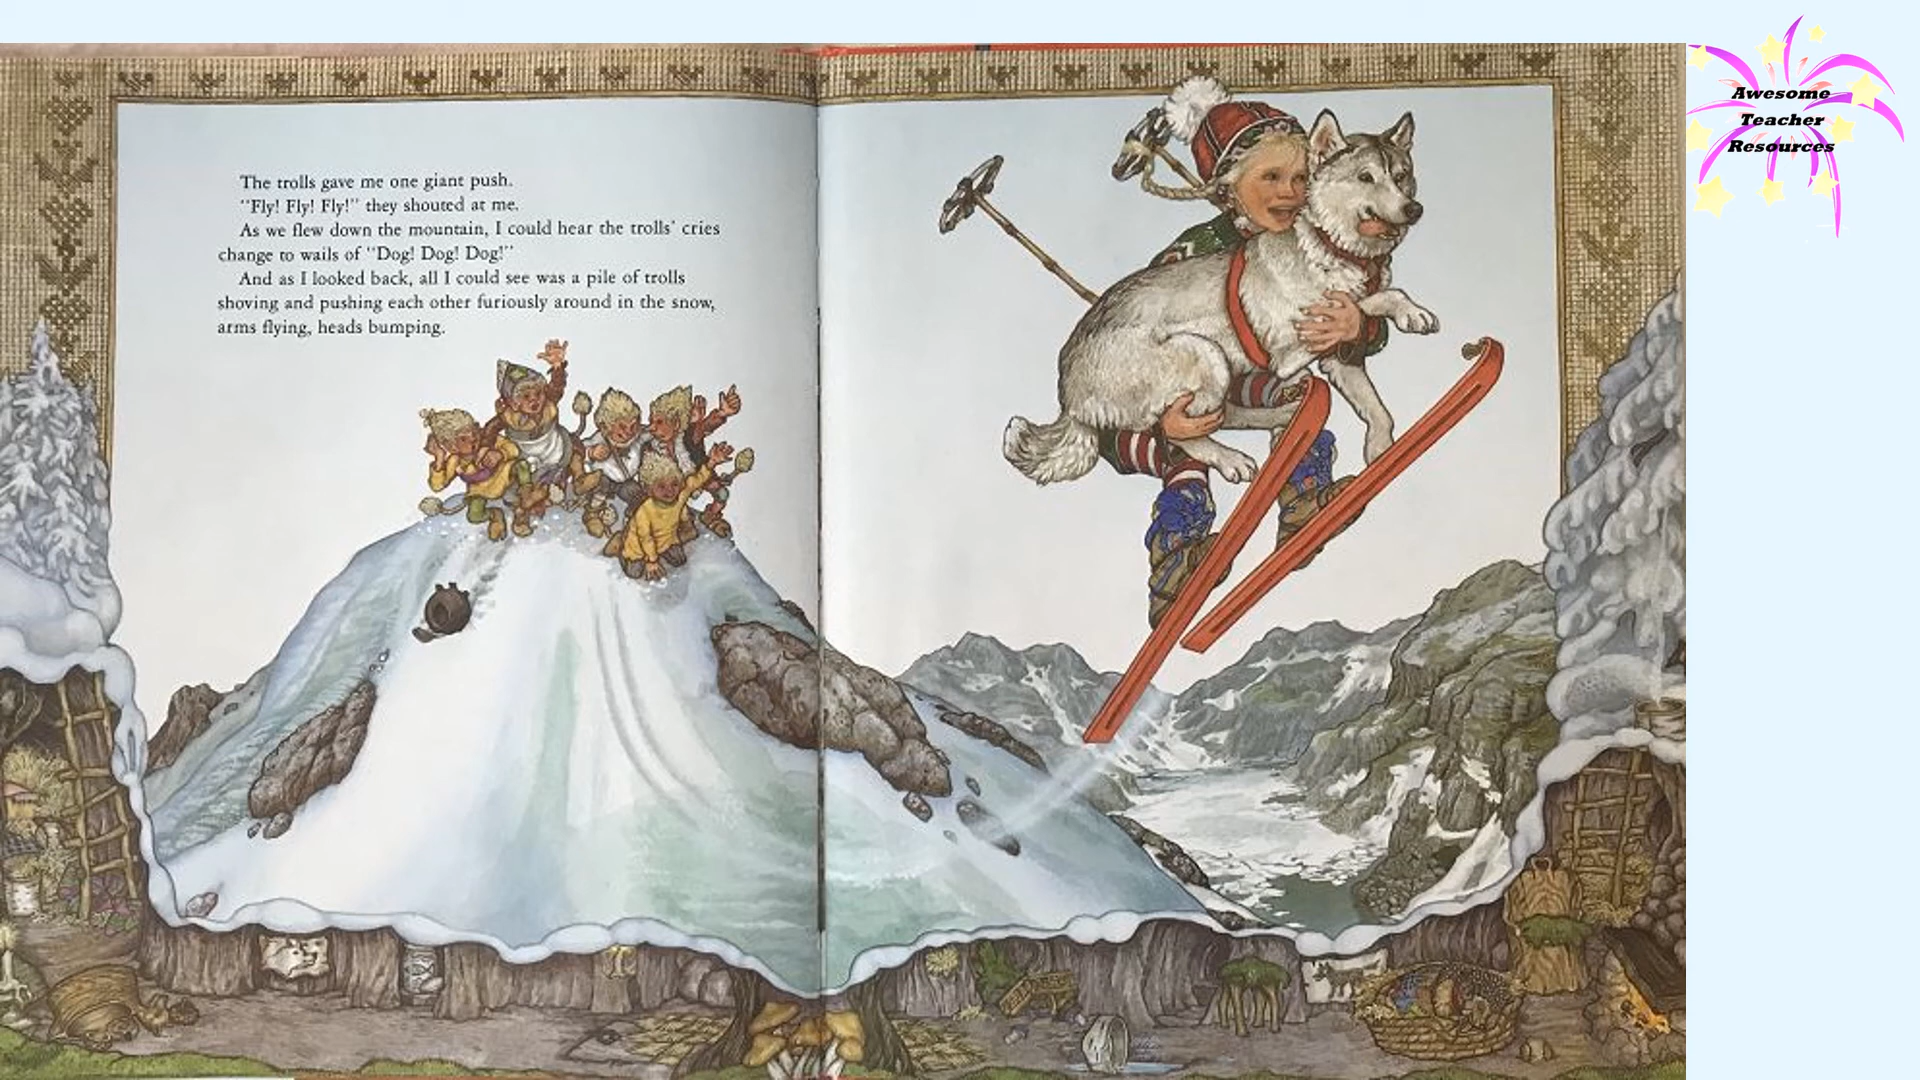 The trolls gave me one giant push.
"Fly! Fly! Fly!" they shouted at me.
As we flew down the mountain, I could hear the trolls' cries
change to wails of "Dog! Dog! Dog!"
And as I looked back, all I could see was a pile of trolls
shoving and pushing each other furiously around in the snow,
arms flying, heads bumping.
Awesome
Teacher
Resources